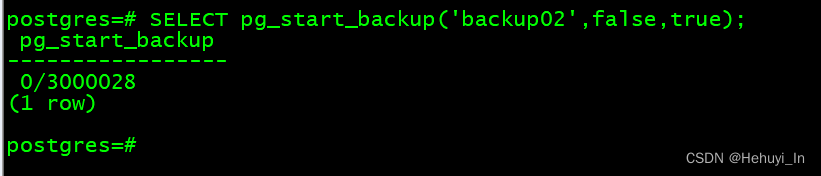 postgres=# SELECT pg_start_backup('backup02',false,true);
 pg_start_backup
-----------------
 0/3000028
(1 row)

postgres=#
CSDN @Hehuyi_In